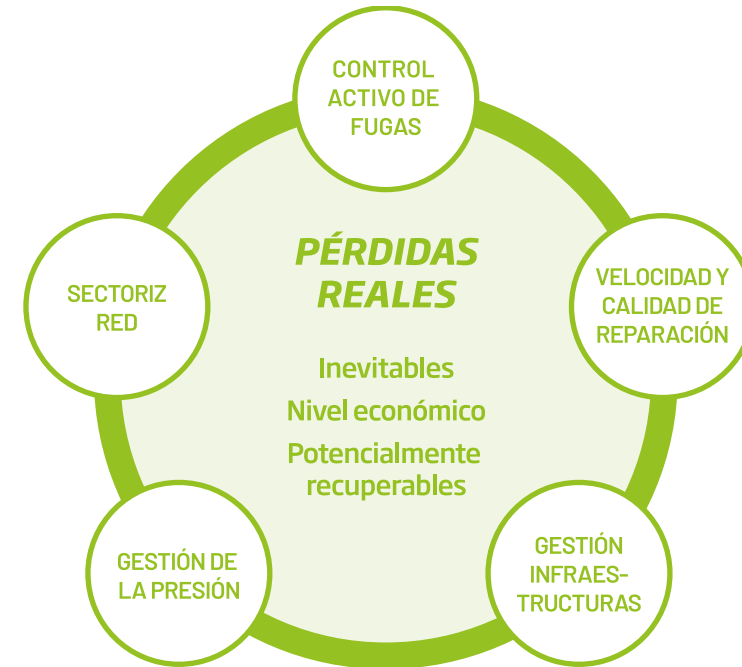 CONTROL
ACTIVO DE
FUGAS
PÉRDIDAS
REALES
Inevitables
Nivel económico
Potencialmente
recuperables
SECTORIZ
RED
VELOCIDAD Y
CALIDAD DE
REPARACIÓN
GESTIÓN DE
LA PRESIÓN
GESTIÓN
INFRAES-
TRUCTURAS